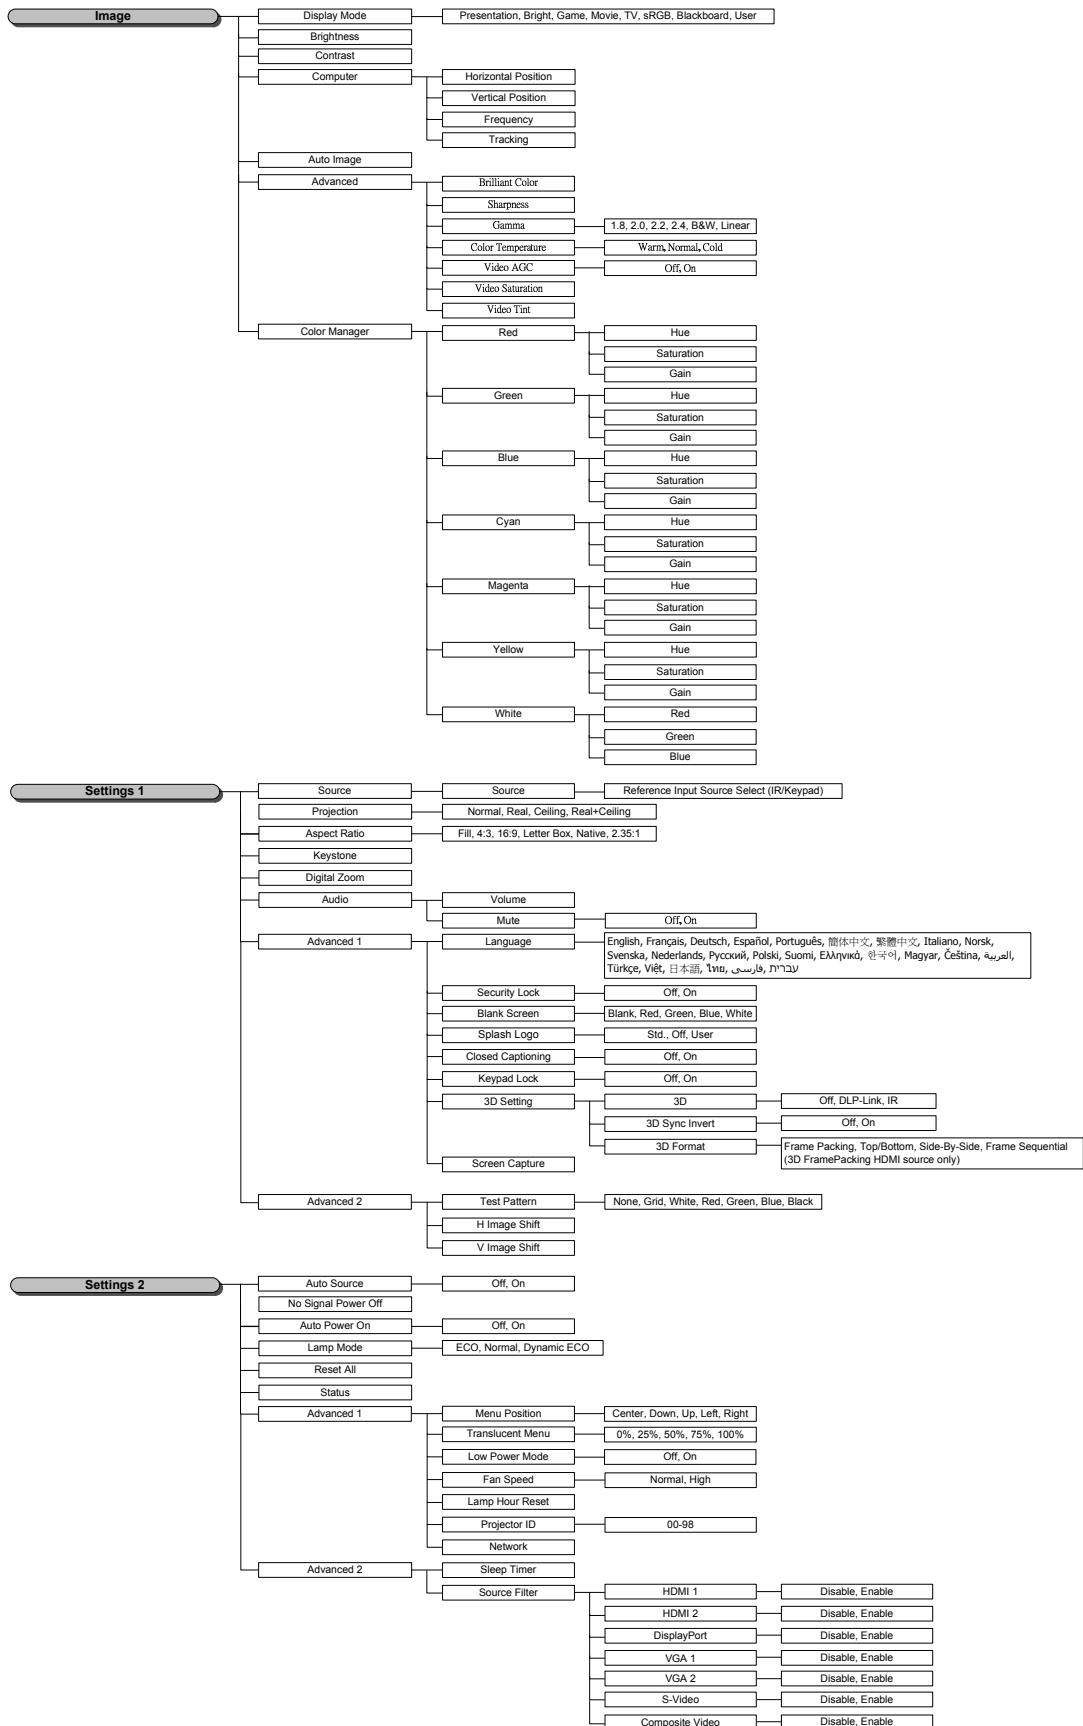 Image
Display Mode
Presentation, Bright, Game, Movie, TV, sRGB, Blackboard, User
Brightness
Contrast
Computer
Horizontal Position
Vertical Position
Frequency
Tracking
Auto Image
Advanced
Brilliant Color
Sharpness
Gamma
1.8, 2.0, 2.2, 2.4, B&W, Linear
Color Temperature
Warm, Normal, Cold
Video AGC
Off, On
Video Saturation
Video Tint
Color Manager
Red
Hue
Saturation
Gain
Green
Hue
Saturation
Gain
Blue
Hue
Saturation
Gain
Cyan
Hue
Saturation
Gain
Magenta
Hue
Saturation
Gain
Yellow
Hue
Saturation
Gain
White
Red
Green
Blue
Settings 1
Source
Source
Reference Input Source Select (IR/Keypad)
Projection
Normal, Real, Ceiling, Real+Ceiling
Aspect Ratio
Fill, 4:3, 16:9, Letter Box, Native, 2.35:1
Keystone
Digital Zoom
Audio
Volume
Mute
Off, On
Advanced 1
Language
English, Français, Deutsch, Español, Português, 簡体中文, 繁體中文, Italiano, Norsk,
Svenska, Nederlands, Русский, Polski, Suomi, Ελληνικά, 한국어, Magyar, Čeština, العربية,
Türkçe, Việt, 日本語, ไทย, فارسی, עברית
Security Lock
Off, On
Blank Screen
Blank, Red, Green, Blue, White
Splash Logo
Std., Off, User
Closed Captioning
Off, On
Keypad Lock
Off, On
3D Setting
3D
Off, DLP-Link, IR
3D Sync Invert
Off, On
3D Format
Frame Packing, Top/Bottom, Side-By-Side, Frame Sequential
(3D FramePacking HDMI source only)
Screen Capture
Advanced 2
Test Pattern
None, Grid, White, Red, Green, Blue, Black
H Image Shift
V Image Shift
Settings 2
Auto Source
Off, On
No Signal Power Off
Auto Power On
Off, On
Lamp Mode
ECO, Normal, Dynamic ECO
Reset All
Status
Advanced 1
Menu Position
Center, Down, Up, Left, Right
Translucent Menu
0%, 25%, 50%, 75%, 100%
Low Power Mode
Off, On
Fan Speed
Normal, High
Lamp Hour Reset
Projector ID
00-98
Network
Advanced 2
Sleep Timer
Source Filter
HDMI 1
Disable, Enable
HDMI 2
Disable, Enable
DisplayPort
Disable, Enable
VGA 1
Disable, Enable
VGA 2
Disable, Enable
S-Video
Disable, Enable
Composite Video
Disable, Enable